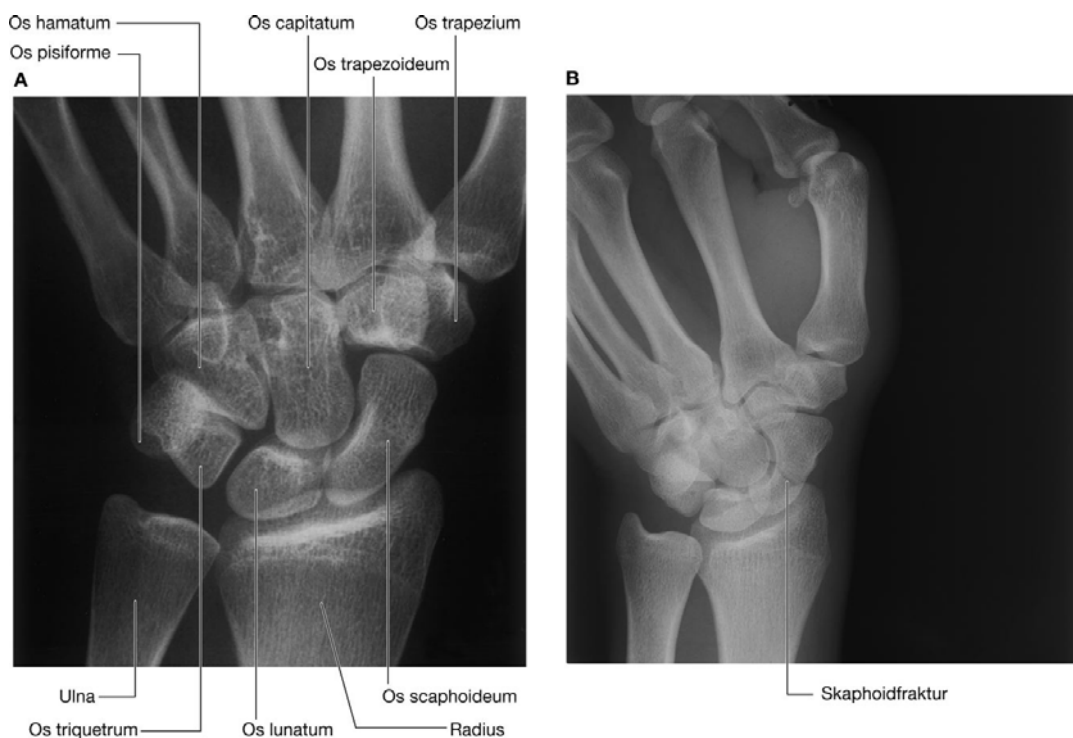 Os hamatum
Os capitatum
Os trapezium
Os pisiforme
Os trapezoideum
A
B
Ulna
Os scaphoideum
Skaphoidfraktur
Os triquetrum
Os lunatum
Radius